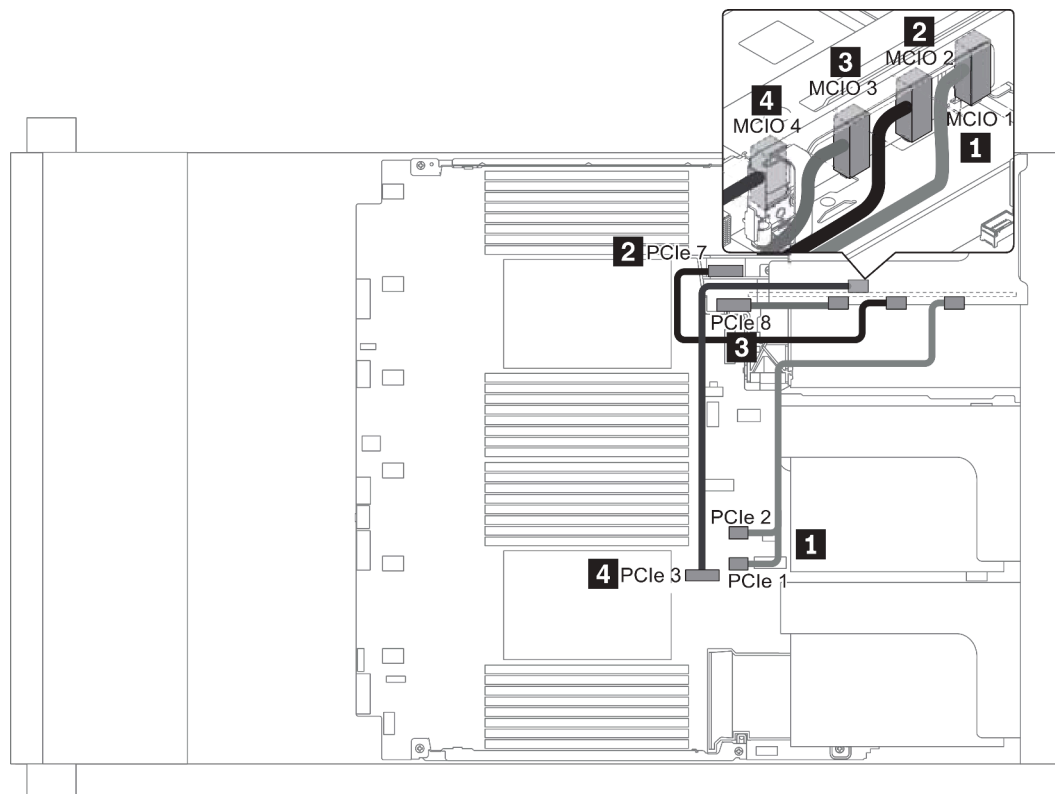 2
MCIO 2
3
MCIO 3
4
MCIO 4
MCIO 1
1
2 PCIe 7
PCIe 8
3
PCIe 2
1
4 PCIe 3
PCIe 1